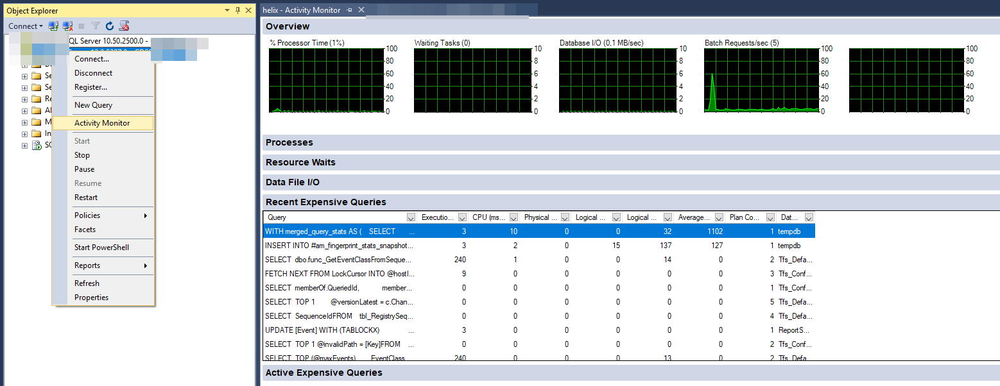 Object Explorer
Connect
QL Server 10.50.2500.0 -
Connect...
Disconnect
Register...
New Query
Activity Monitor
Start
Stop
Pause
Resume
Restart
Policies
Facets
Start PowerShell
Reports
Refresh
Properties
Se
Se
Re
Al
M
In
SQ
helix - Activity Monitor
Overview
% Processor Time (1%)
100
80
60
40
20
0
Waiting Tasks (0)
10
8
6
4
2
0
Database I/O (0,1 MB/sec)
10
8
6
4
2
0
Batch Requests/sec (5)
100
80
60
40
20
0
100
80
60
40
20
0
Processes
Resource Waits
Data File I/O
Recent Expensive Queries
Query Executio... CPU (ms... Physical ... Logical ... Logical ... Average... Plan Co... Dat...
WITH merged_query_stats AS ( SELECT ... 3 10 0 0 32 1102 1 tempdb
INSERT INTO #am_fingerprint_stats_snapshot... 3 2 0 15 137 127 1 tempdb
SELECT dbo.func_GetEventClassFromSeque... 240 1 0 0 14 0 2 Tfs_Defa...
FETCH NEXT FROM LockCursor INTO @hostI... 9 0 0 0 0 0 3 Tfs_Conf...
SELECT memberOf.QueriedId, member... 0 0 0 0 0 0 1 Tfs_Conf...
SELECT TOP 1 @versionLatest = c.Chan... 0 0 0 0 0 0 5 Tfs_Defa...
SELECT SequenceIdFROM tbl_RegistrySeq... 0 0 0 0 0 0 4 Tfs_Defa...
UPDATE [Event] WITH (TABLOCKX) ... 3 0 0 0 0 0 1 ReportS...
SELECT TOP 1 @invalidPath = [Key]FROM ... 0 0 0 0 0 0 2 Tfs_Conf...
SELECT TOP (@maxEvents) EventClass 240 0 0 0 13 0 2 Tfs_Defa...
Active Expensive Queries